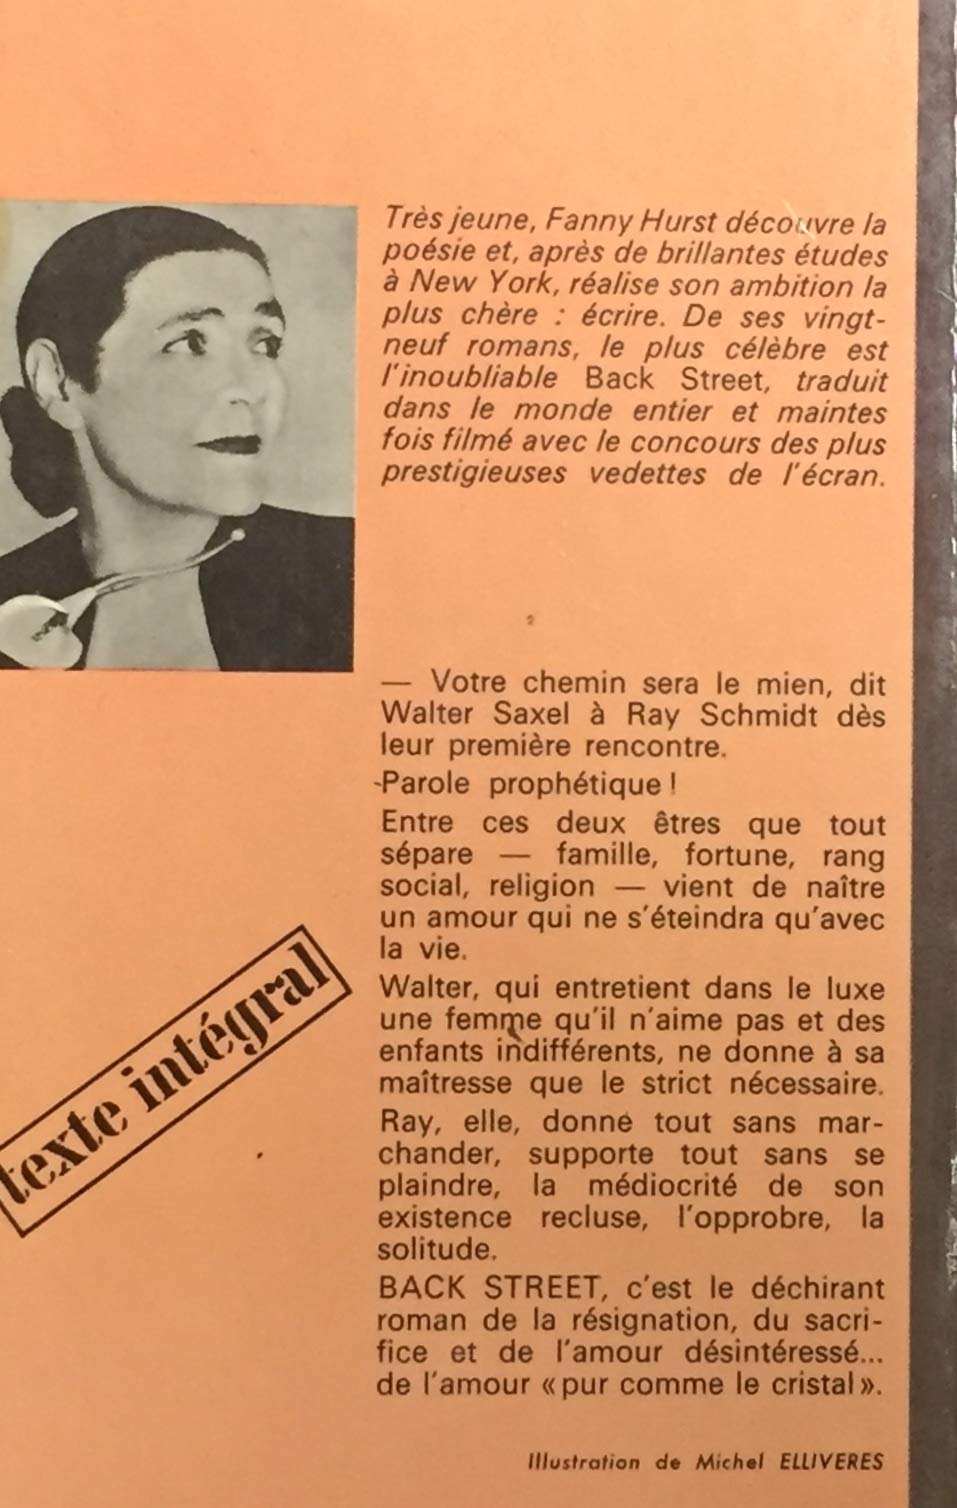 Très jeune, Fanny Hurst découvre la
poésie et, après de brillantes études
à New York, réalise son ambition la
plus chère : écrire. De ses vingt-
neuf romans, le plus célèbre est
l'inoubliable Back Street, traduit
dans le monde entier et maintes
fois filmé avec le concours des plus
prestigieuses vedettes de l'écran.
— Votre chemin sera le mien, dit
Walter Saxel à Ray Schmidt dès
leur première rencontre.
Parole prophétique !
Entre ces deux êtres que tout
sépare — famille, fortune, rang
social, religion — vient de naître
un amour qui ne s'éteindra qu'avec
la vie.
Walter, qui entretient dans le luxe
une femme qu'il n'aime pas et des
enfants indifférents, ne donne à sa
maîtresse que le strict nécessaire.
Ray, elle, donne tout sans mar-
chander, supporte tout sans se
plaindre, la médiocrité de son
existence recluse, l'opprobre, la
solitude.
BACK STREET, c'est le déchirant
roman de la résignation, du sacri-
fice et de l'amour désintéressé...
de l'amour « pur comme le cristal ».
texte intégral
Illustration de Michel ELLIVERES